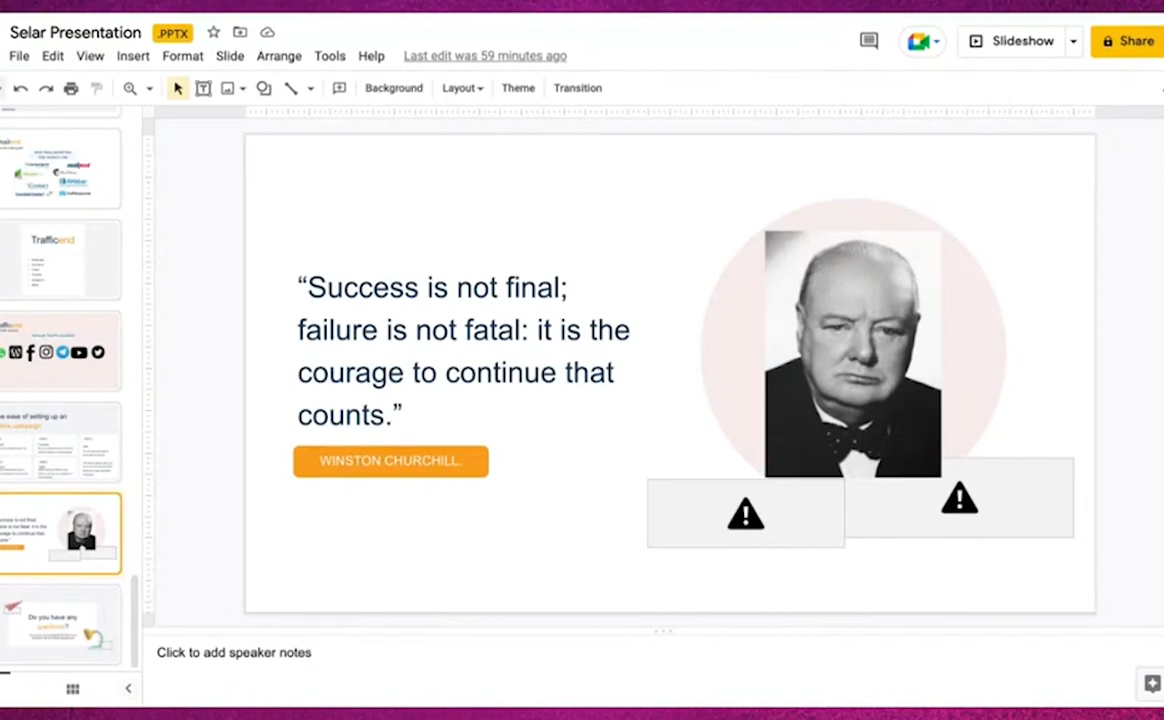 Selar Presentation .PPTX
File Edit View Insert Format Slide Arrange Tools Help Last edit was 59 minutes ago
Slideshow
Share
Background Layout Theme Transition
Trafficend
“Success is not final;
failure is not fatal: it is the
courage to continue that
counts.”
WINSTON CHURCHILL.
Do you have any
questions?
Click to add speaker notes